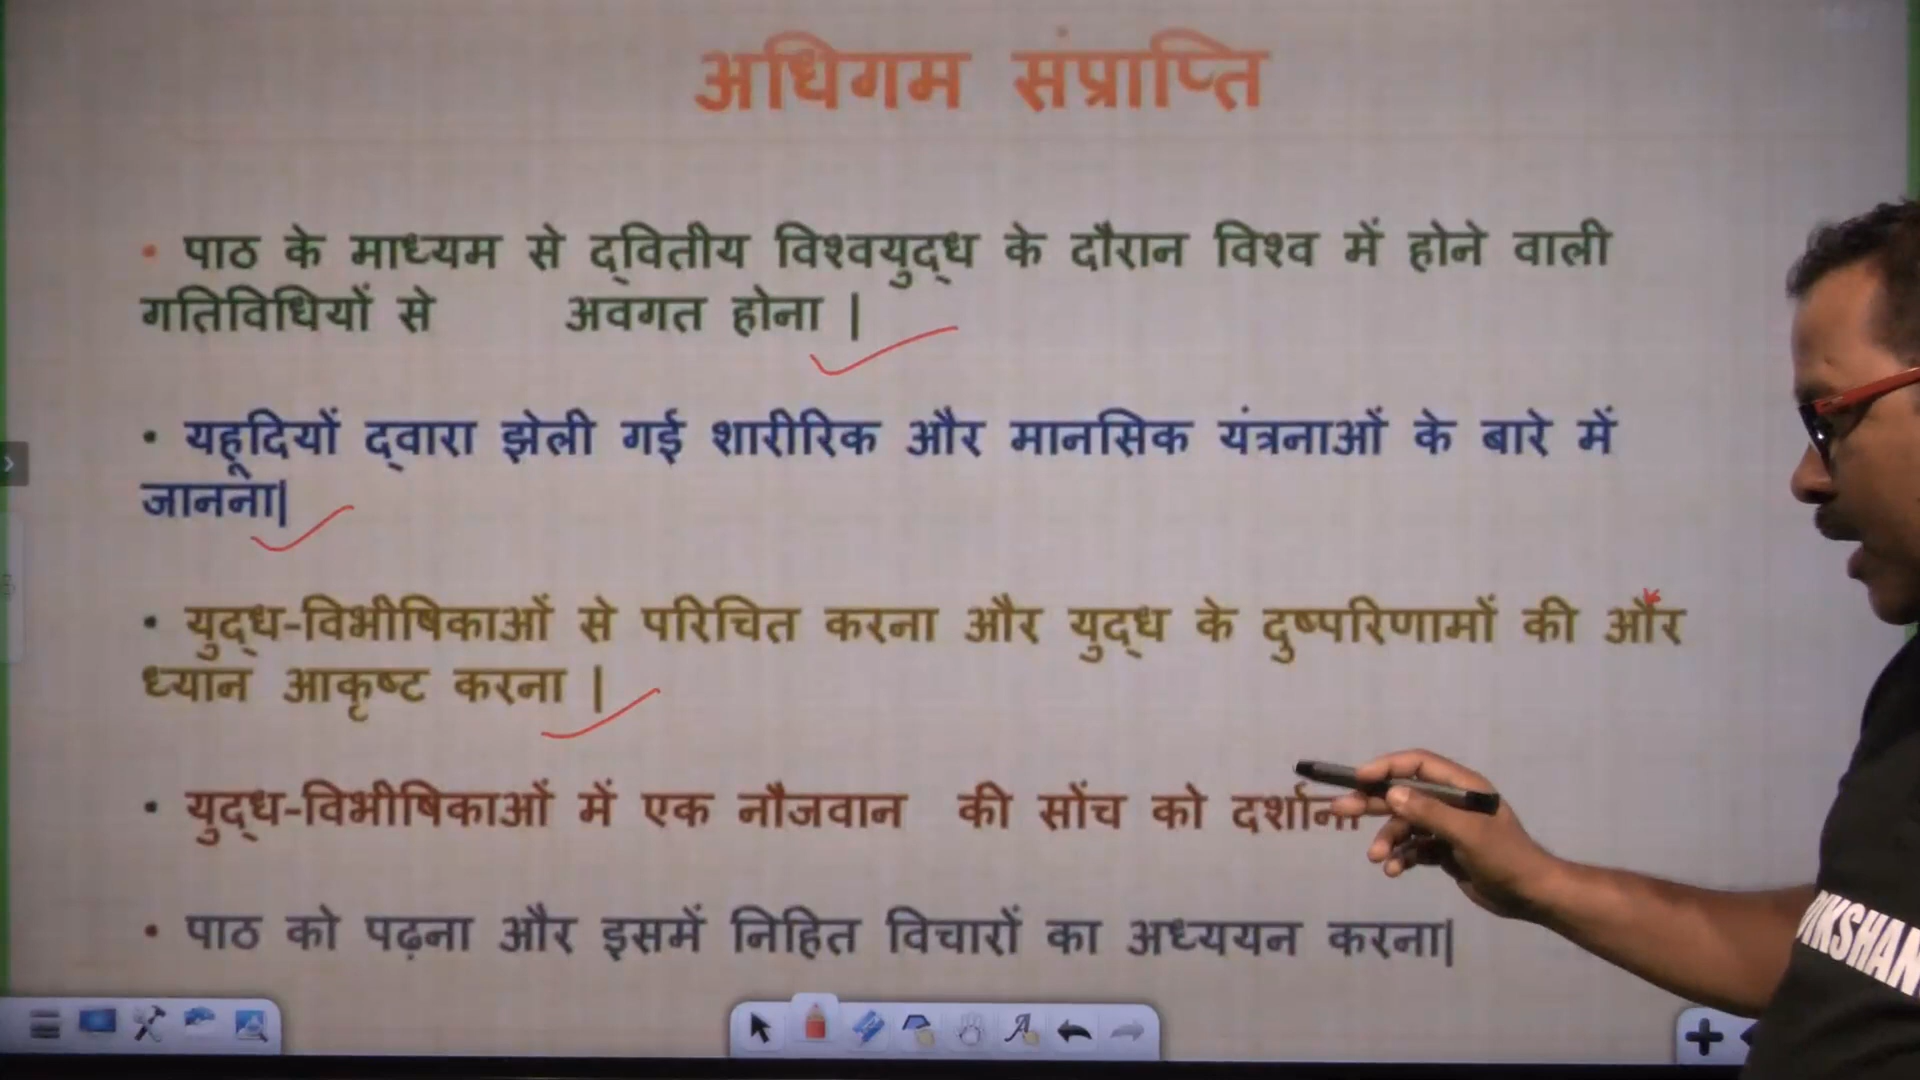 अधिगम संप्राप्ति
• पाठ के माध्यम से द्वितीय विश्वयुद्ध के दौरान विश्व में होने वाली
गतिविधियों से अवगत होना |
• यहूदियों द्वारा झेली गई शारीरिक और मानसिक यंत्रनाओं के बारे में
जानना|
• युद्ध-विभीषिकाओं से परिचित करना और युद्ध के दुष्परिणामों की और
ध्यान आकृष्ट करना |
• युद्ध-विभीषिकाओं में एक नौजवान की सोंच को दर्शाना
• पाठ को पढ़ना और इसमें निहित विचारों का अध्ययन करना|